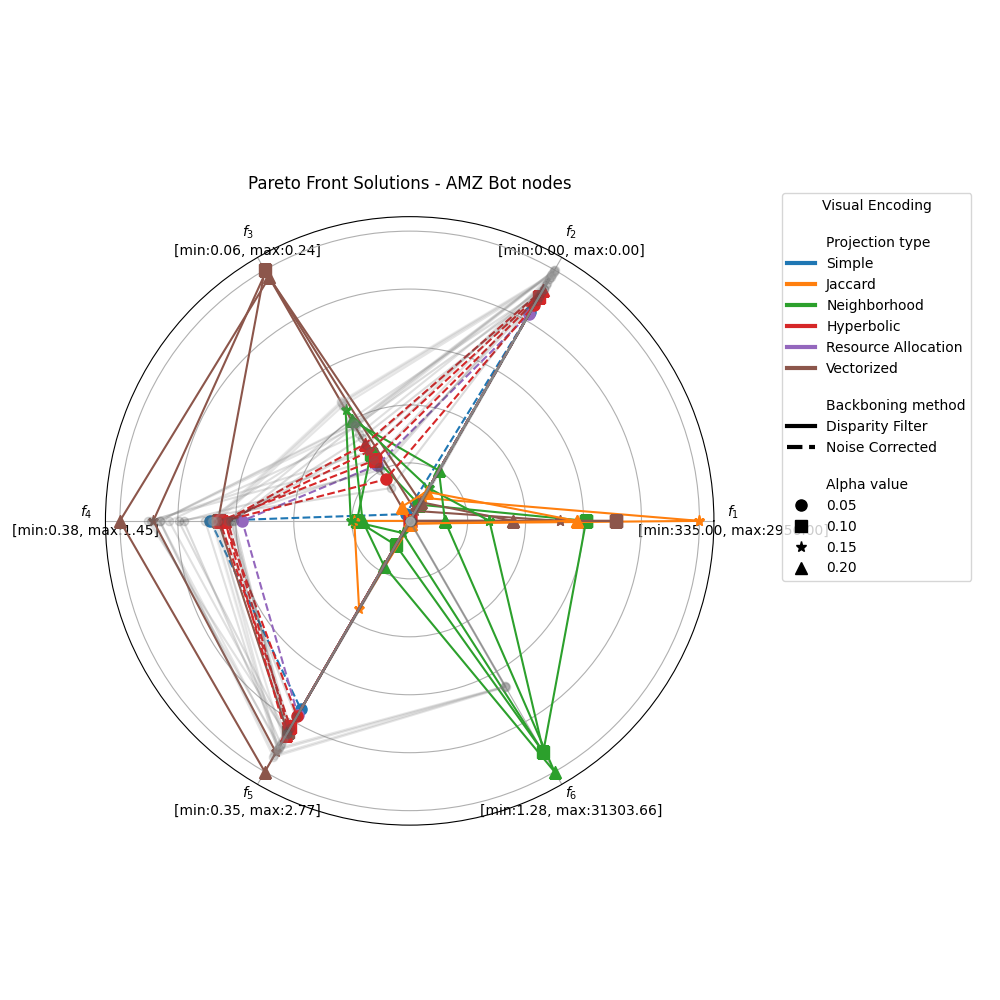 Pareto Front Solutions - AMZ Bot nodes
f₃
[min:0.06, max:0.24]
f₂
[min:0.00, max:0.00]
f₄
[min:0.38, max:1.45]
f₁
[min:335.00,
f₅
[min:0.35, max:2.77]
f₆
[min:1.28, max:31303.66]
Visual Encoding
Projection type
Simple
Jaccard
Neighborhood
Hyperbolic
Resource Allocation
Vectorized
Backboning method
Disparity Filter
Noise Corrected
Alpha value
0.05
0.10
0.15
0.20